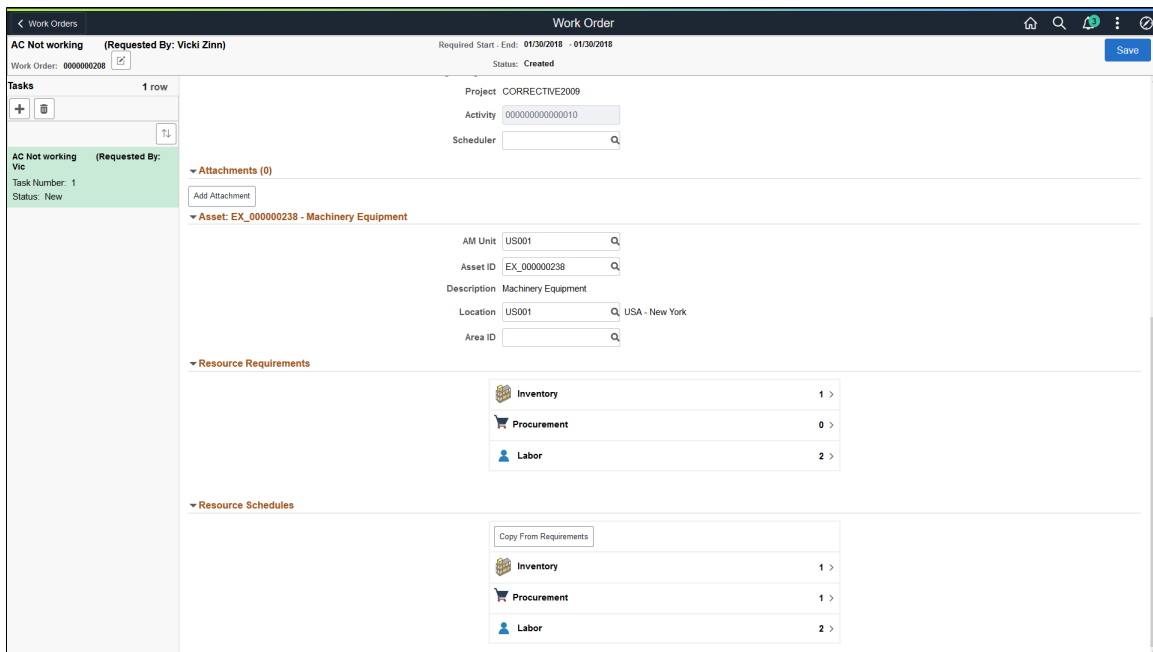 Work Orders
Work Order
3
AC Not working (Requested By: Vicki Zinn)
Required Start - End: 01/30/2018 - 01/30/2018
Save
Work Order: 0000000208
Status: Created
Tasks
1 row
Project CORRECTIVE2009
Activity 000000000000010
Scheduler
AC Not working (Requested By:
Vic
Task Number: 1
Status: New
Attachments (0)
Add Attachment
Asset: EX_000000238 - Machinery Equipment
AM Unit US001
Asset ID EX_000000238
Description Machinery Equipment
Location US001 USA - New York
Area ID
Resource Requirements
Inventory 1
Procurement 0
Labor 2
Resource Schedules
Copy From Requirements
Inventory 1
Procurement 1
Labor 2